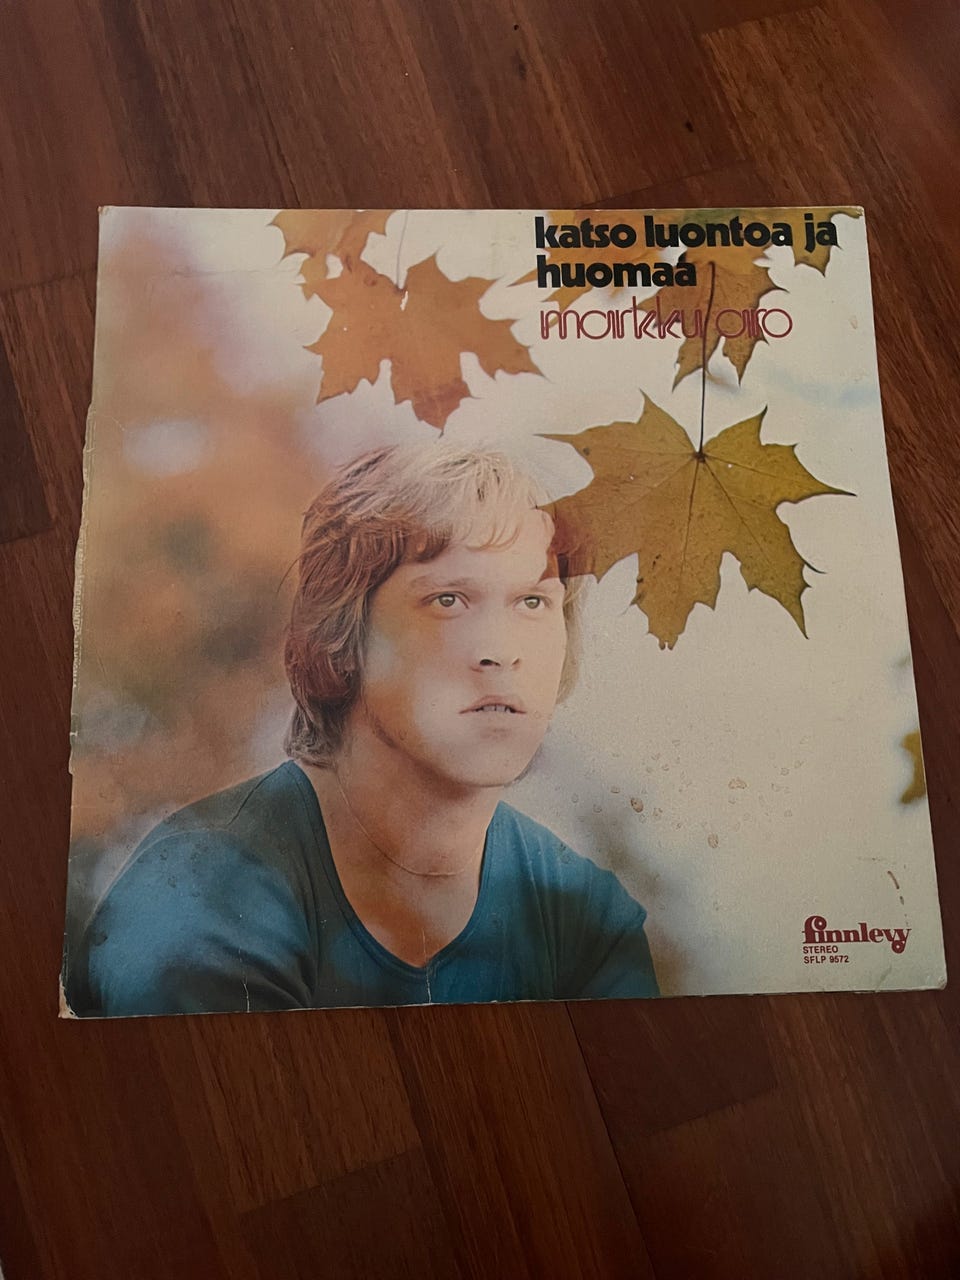 katso luontoa ja
huomaa
markku aro
finnlevy
STEREO
SFLP 9572